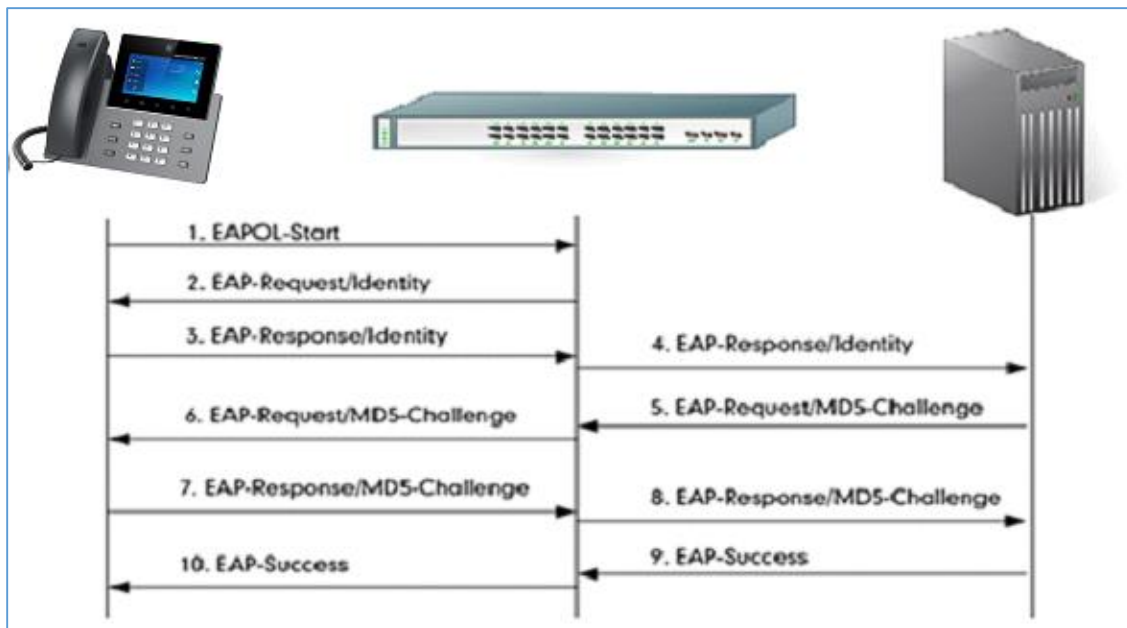 1. EAPOL-Start
2. EAP-Request/Identity
3. EAP-Response/Identity
4. EAP-Response/Identity
5. EAP-Request/MD5-Challenge
6. EAP-Request/MD5-Challenge
7. EAP-Response/MD5-Challenge
8. EAP-Response/MD5-Challenge
9. EAP-Success
10. EAP-Success